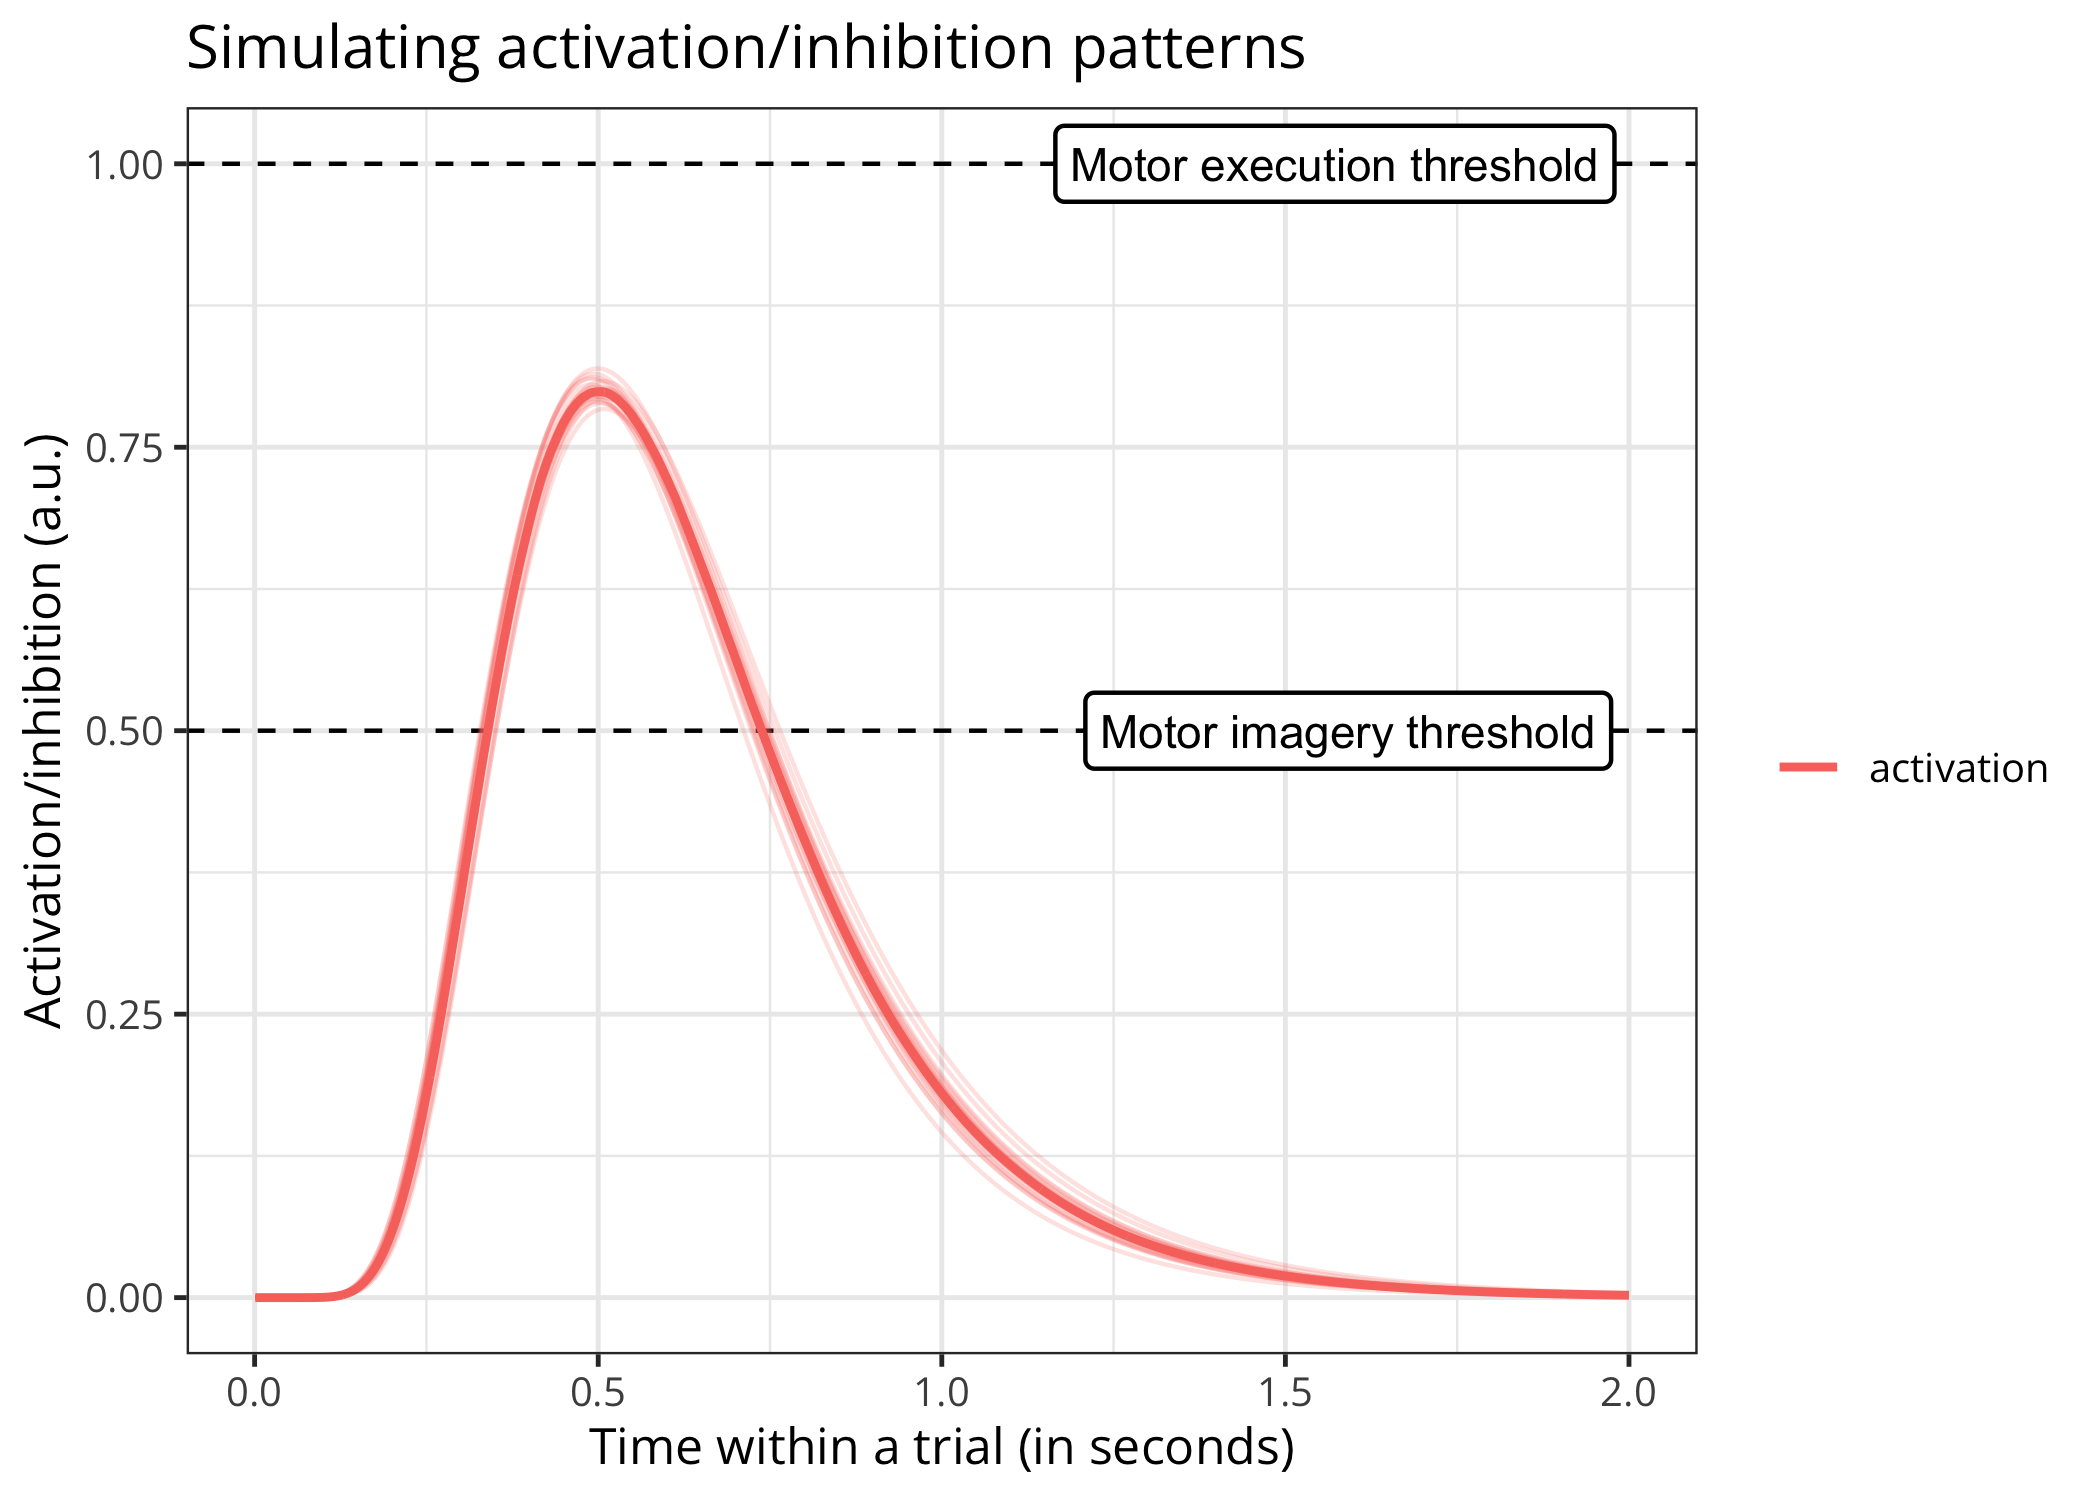 Simulating activation/inhibition patterns
Activation/inhibition (a.u.)
1.00
0.75
0.50
0.25
0.00
Motor execution threshold
Motor imagery threshold
activation
0.0 0.5 1.0 1.5 2.0
Time within a trial (in seconds)